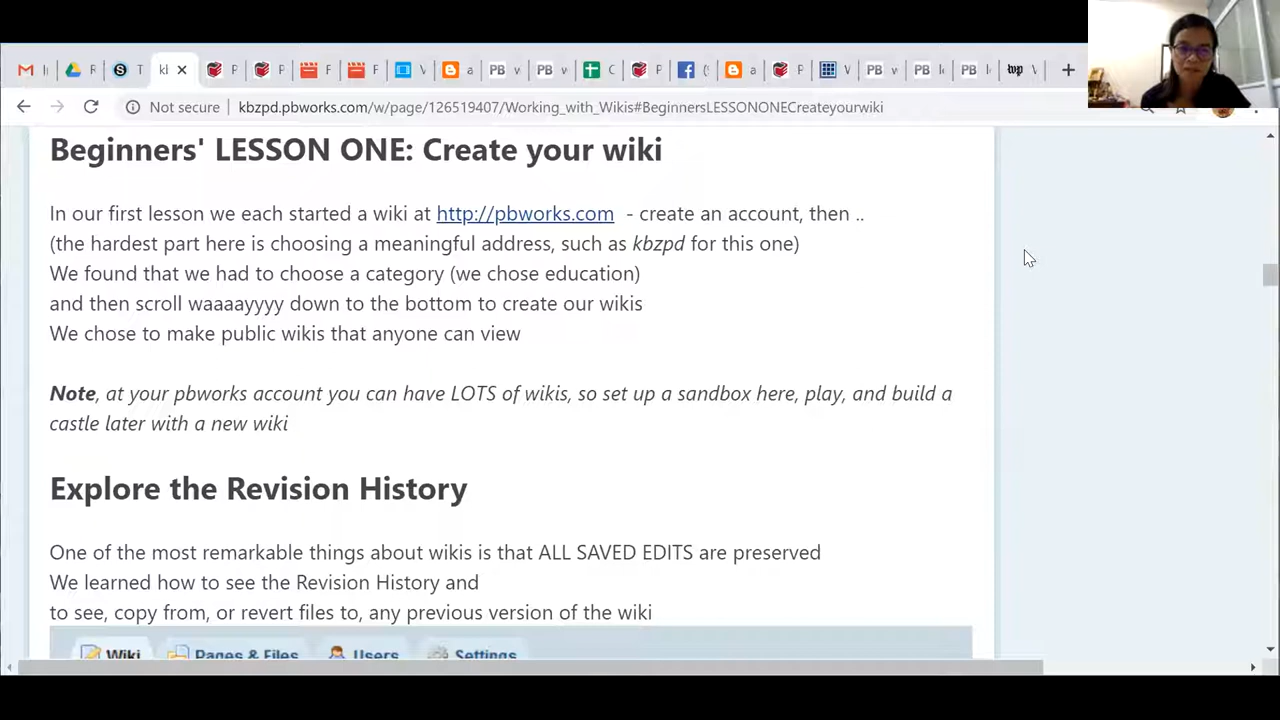 kl
Not secure
kbzpd.pbworks.com/w/page/126519407/Working_with_Wikis#BeginnersLESSONONECreateyourwiki
Beginners' LESSON ONE: Create your wiki
In our first lesson we each started a wiki at http://pbworks.com - create an account, then ..
(the hardest part here is choosing a meaningful address, such as kbzpd for this one)
We found that we had to choose a category (we chose education)
and then scroll waaaayyyy down to the bottom to create our wikis
We chose to make public wikis that anyone can view
Note, at your pbworks account you can have LOTS of wikis, so set up a sandbox here, play, and build a
castle later with a new wiki
Explore the Revision History
One of the most remarkable things about wikis is that ALL SAVED EDITS are preserved
We learned how to see the Revision History and
to see, copy from, or revert files to, any previous version of the wiki
Wiki Pages & Files Users Settings